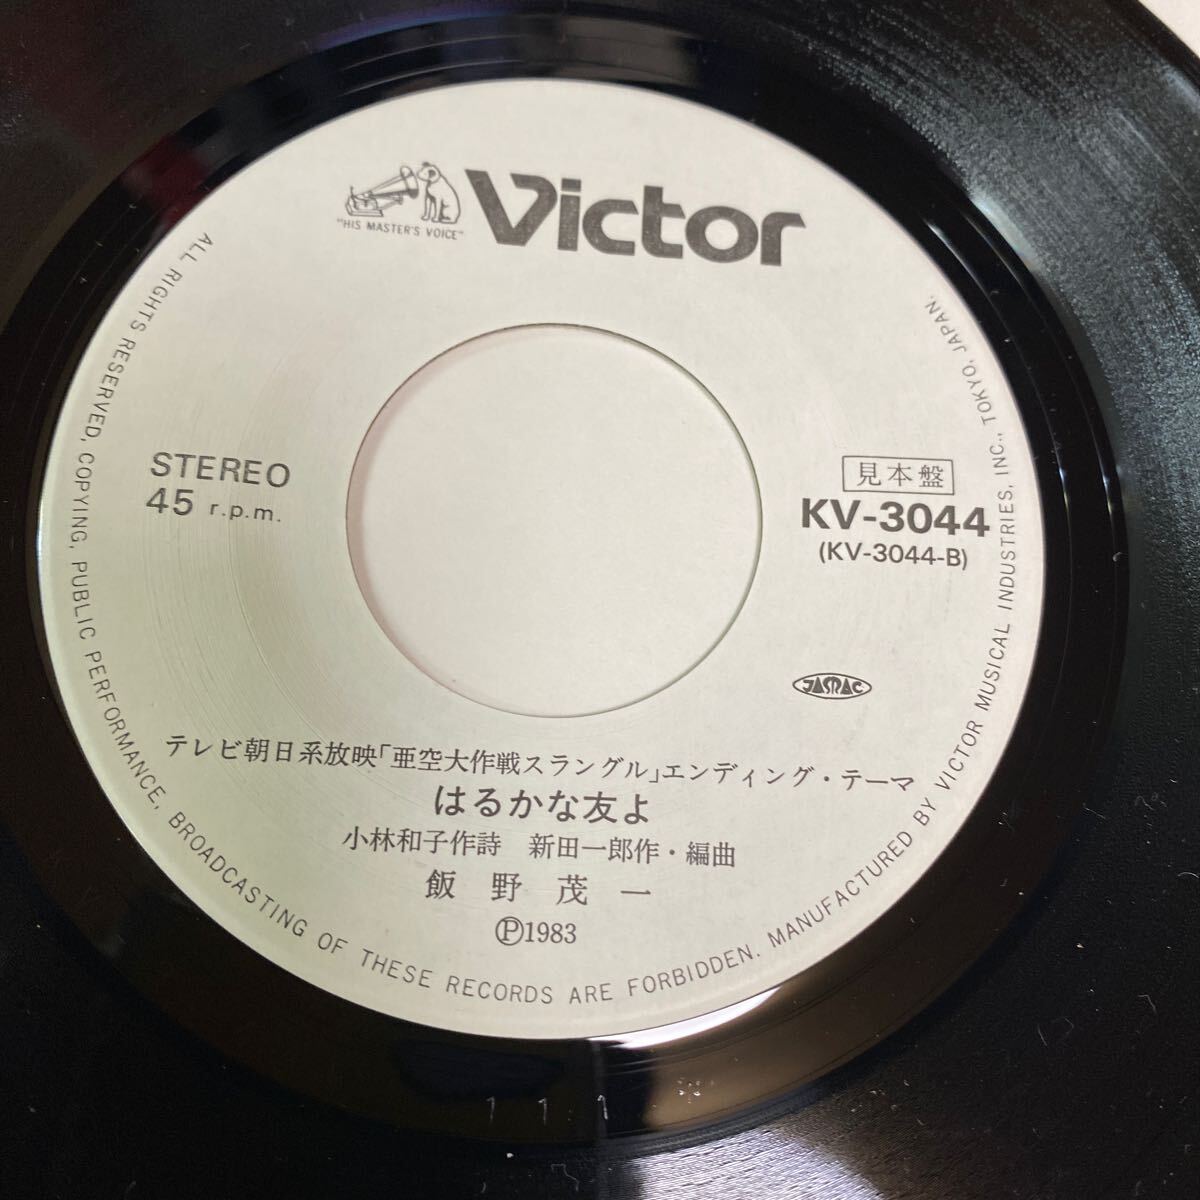 "HIS MASTER'S VOICE"
Victor
STEREO
45 r.p.m.
見本盤
KV-3044
(KV-3044-B)
JASRAC
テレビ朝日系放映「亜空大作戦スラングル」エンディング・テーマ
はるかな友よ
小林和子作詩 新田一郎作・編曲
飯野茂一
Ⓟ1983
ALL RIGHTS RESERVED, COPYING, PUBLIC PERFORMANCE, BROADCASTING OF THESE RECORDS ARE FORBIDDEN. MANUFACTURED BY VICTOR MUSICAL INDUSTRIES, INC., TOKYO, JAPAN.
1 1 1 *